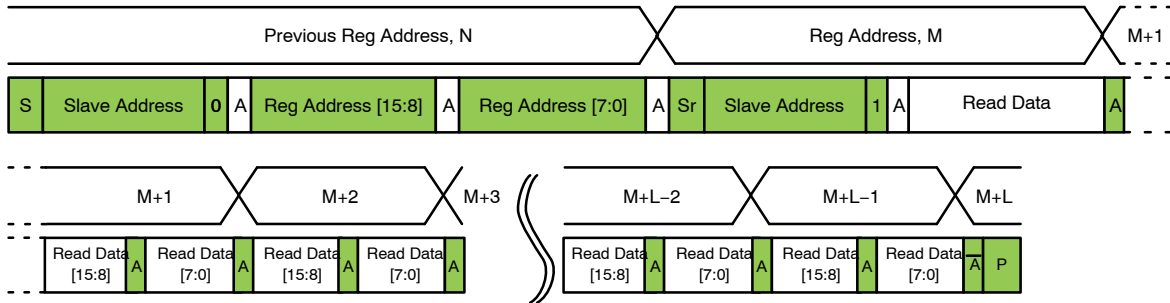 Previous Reg Address, N Reg Address, M M+1
S Slave Address 0 A Reg Address [15:8] A Reg Address [7:0] A Sr Slave Address 1 A Read Data A
M+1 M+2 M+3 M+L−2 M+L−1 M+L
Read Data Read Data Read Data Read Data Read Data Read Data Read Data Read Data
[15:8] A [7:0] A [15:8] A [7:0] A [15:8] A [7:0] A [15:8] A [7:0] A̅ P